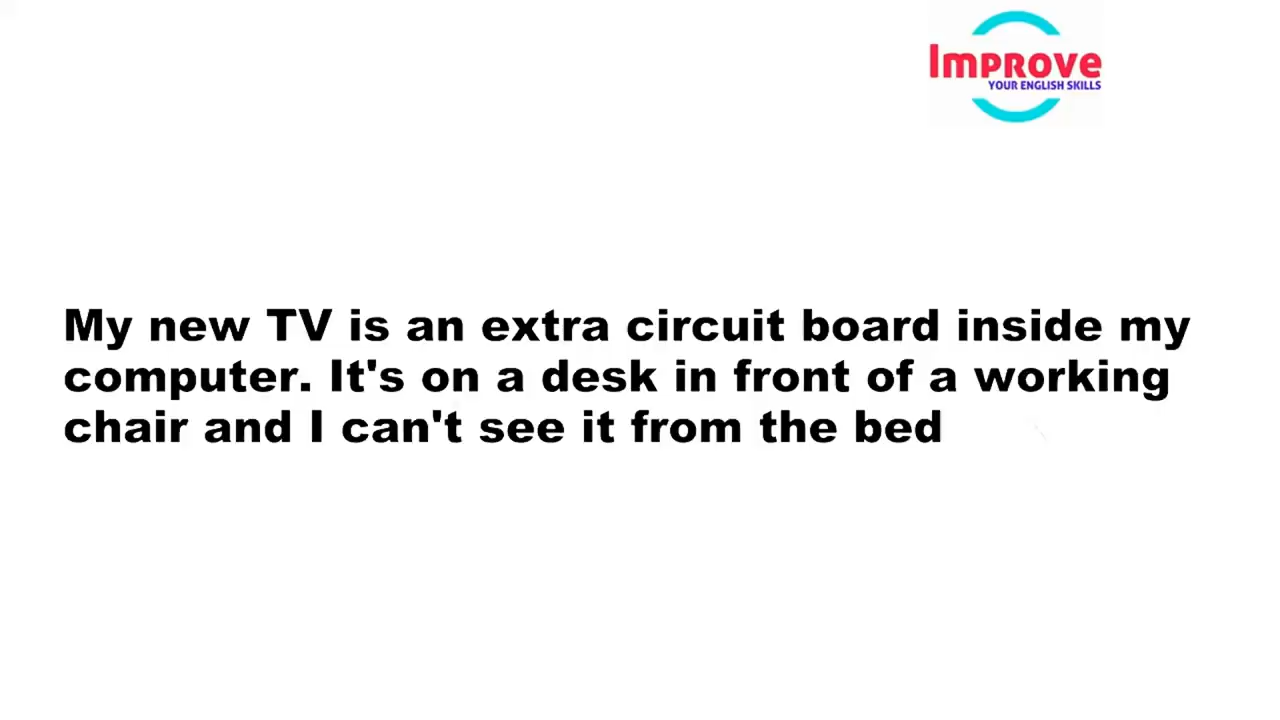 Improve
YOUR ENGLISH SKILLS
My new TV is an extra circuit board inside my
computer. It's on a desk in front of a working
chair and I can't see it from the bed